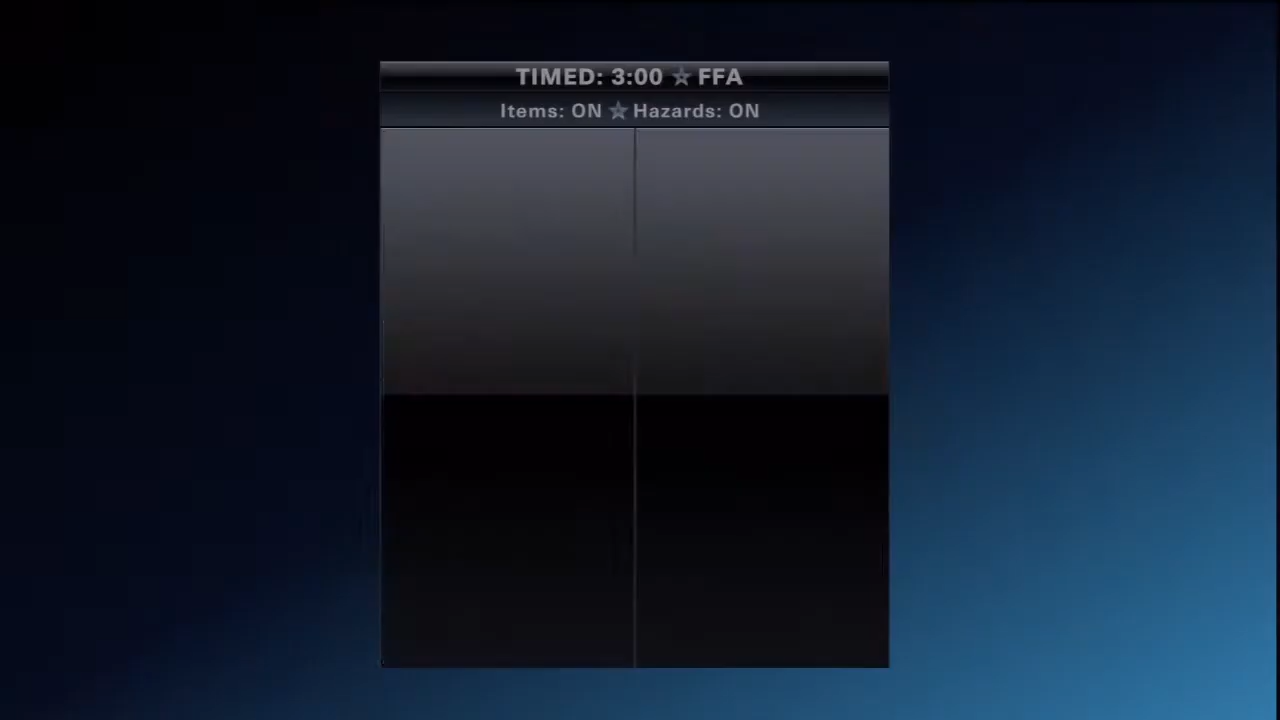 TIMED: 3:00 ☆ FFA
Items: ON ★ Hazards: ON